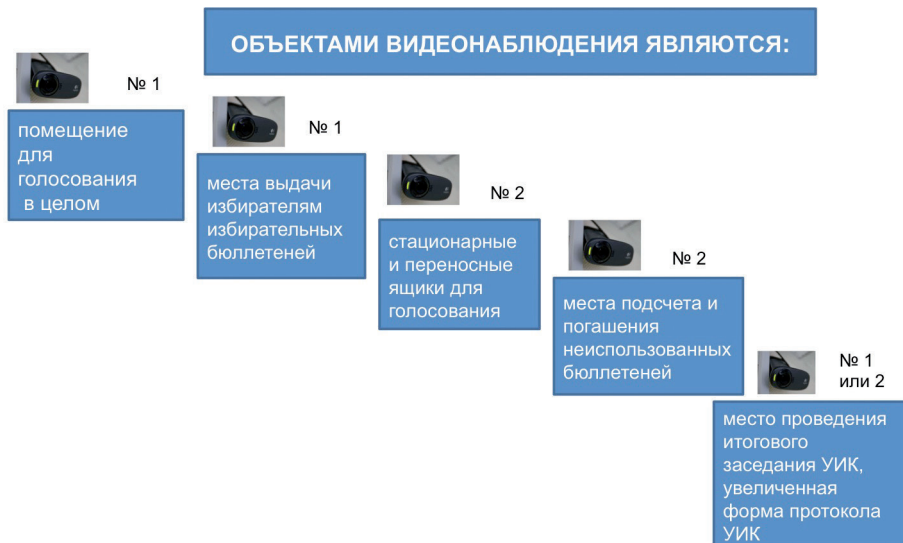 ОБЪЕКТАМИ ВИДЕОНАБЛЮДЕНИЯ ЯВЛЯЮТСЯ:
№ 1
помещение
для
голосования
в целом
№ 1
места выдачи
избирателям
избирательных
бюллетеней
№ 2
стационарные
и переносные
ящики для
голосования
№ 2
места подсчета и
погашения
неиспользованных
бюллетеней
№ 1
или 2
место проведения
итогового
заседания УИК,
увеличенная
форма протокола
УИК